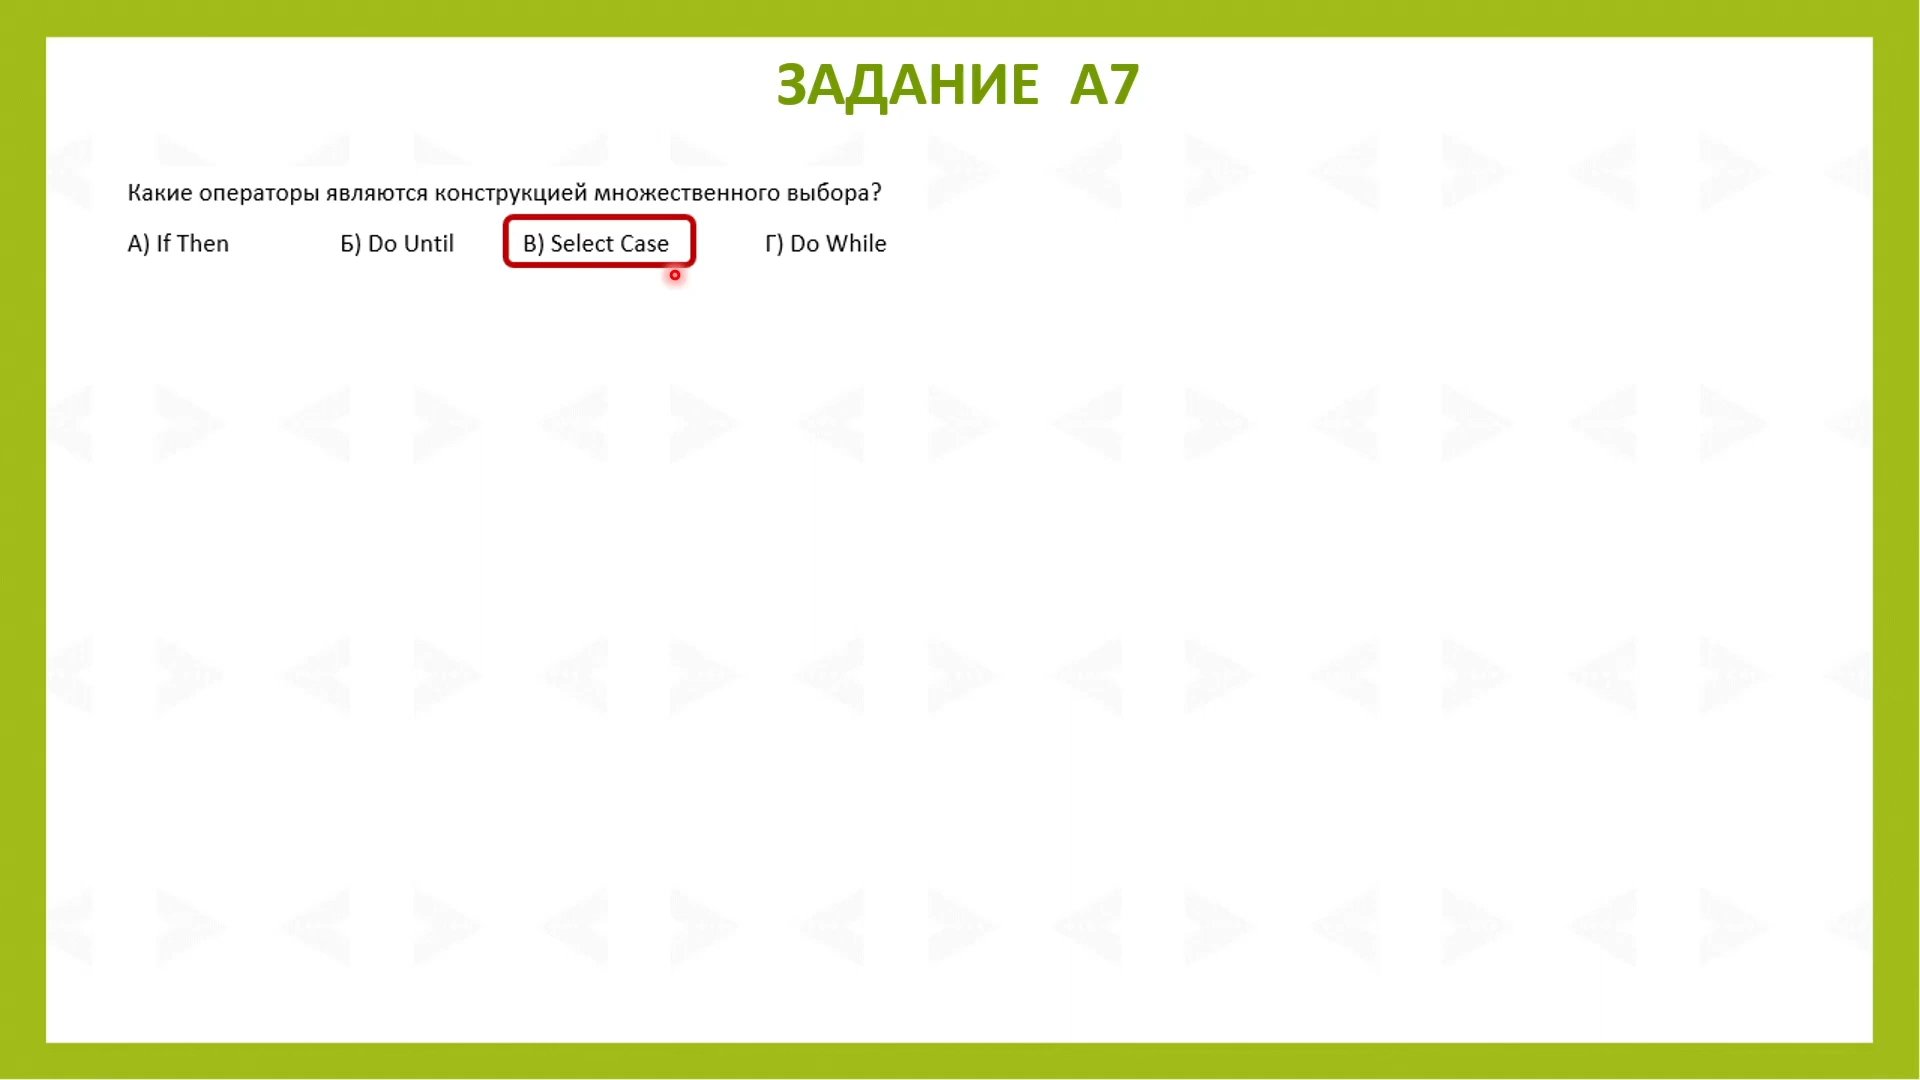 ЗАДАНИЕ А7
Какие операторы являются конструкцией множественного выбора?
А) If Then Б) Do Until В) Select Case Г) Do While